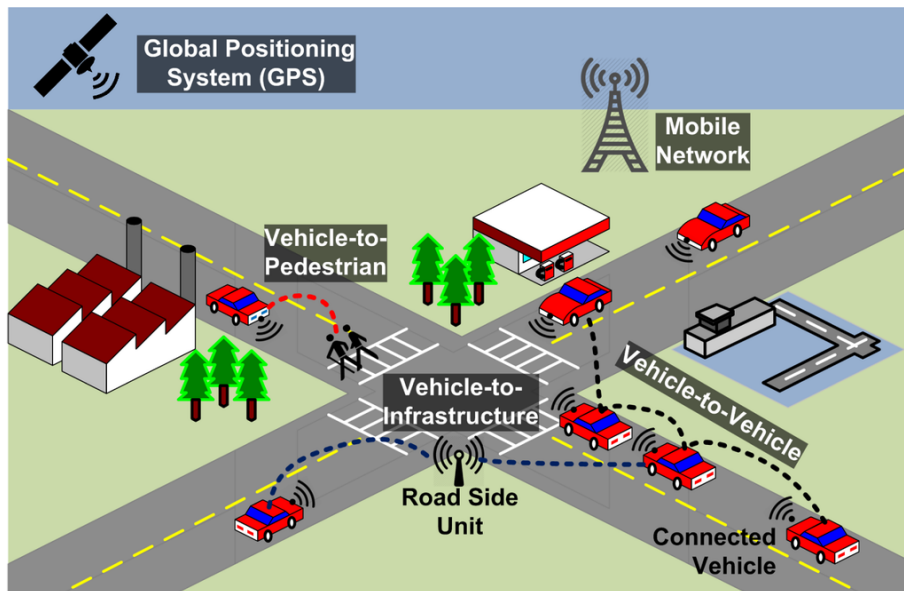 Global Positioning
System (GPS)
Mobile
Network
Vehicle-to-
Pedestrian
Vehicle-to-
Infrastructure
Vehicle-to-Vehicle
Road Side
Unit
Connected
Vehicle